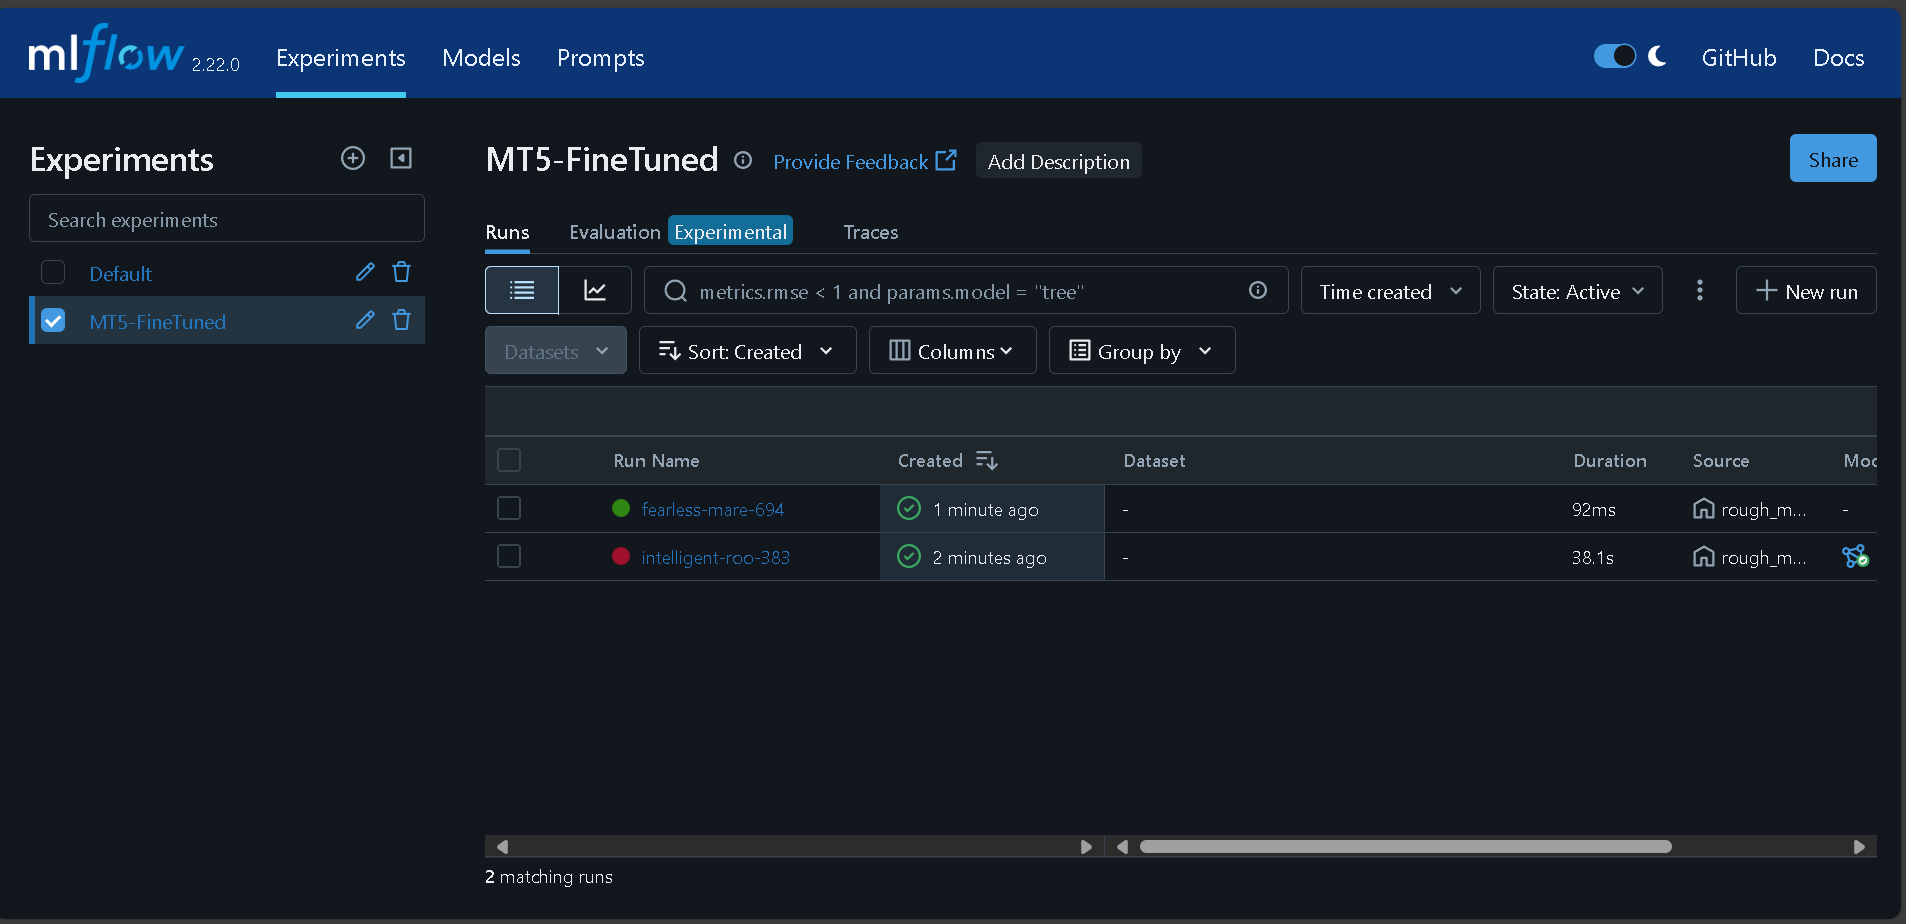 mlflow 2.22.0 Experiments Models Prompts GitHub Docs
Experiments
Search experiments
Default
MT5-FineTuned
MT5-FineTuned Provide Feedback Add Description Share
Runs Evaluation Experimental Traces
metrics.rmse < 1 and params.model = "tree" Time created State: Active New run
Datasets Sort: Created Columns Group by
Run Name Created Dataset Duration Source Moc
fearless-mare-694 1 minute ago - 92ms rough_m... -
intelligent-roo-383 2 minutes ago - 38.1s rough_m...
2 matching runs